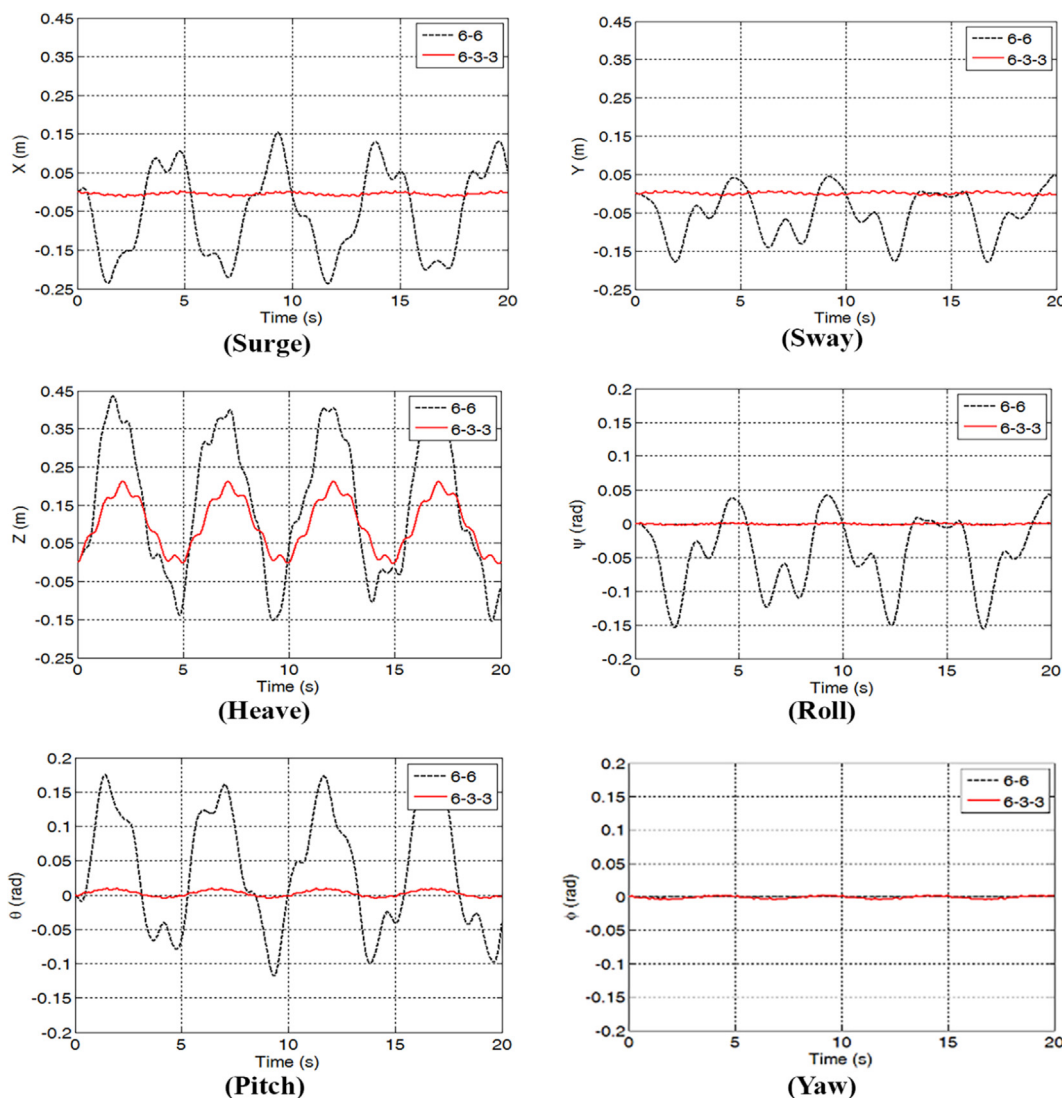 0.45
0.35
0.25
0.15
0.05
-0.05
-0.15
-0.25
X (m)
6-6
6-3-3
0 5 10 15 20
Time (s)
(Surge)
0.45
0.35
0.25
0.15
0.05
-0.05
-0.15
-0.25
Y (m)
6-6
6-3-3
0 5 10 15 20
Time (s)
(Sway)
0.45
0.35
0.25
0.15
0.05
-0.05
-0.15
-0.25
Z (m)
6-6
6-3-3
0 5 10 15 20
Time (s)
(Heave)
0.2
0.15
0.1
0.05
0
-0.05
-0.1
-0.15
-0.2
Ψ (rad)
6-6
6-3-3
0 5 10 15 20
Time (s)
(Roll)
0.2
0.15
0.1
0.05
0
-0.05
-0.1
-0.15
-0.2
θ (rad)
6-6
6-3-3
0 5 10 15 20
Time (s)
(Pitch)
0.2
0.15
0.1
0.05
0
-0.05
-0.1
-0.15
-0.2
ϕ (rad)
6-6
6-3-3
0 5 10 15 20
Time (s)
(Yaw)